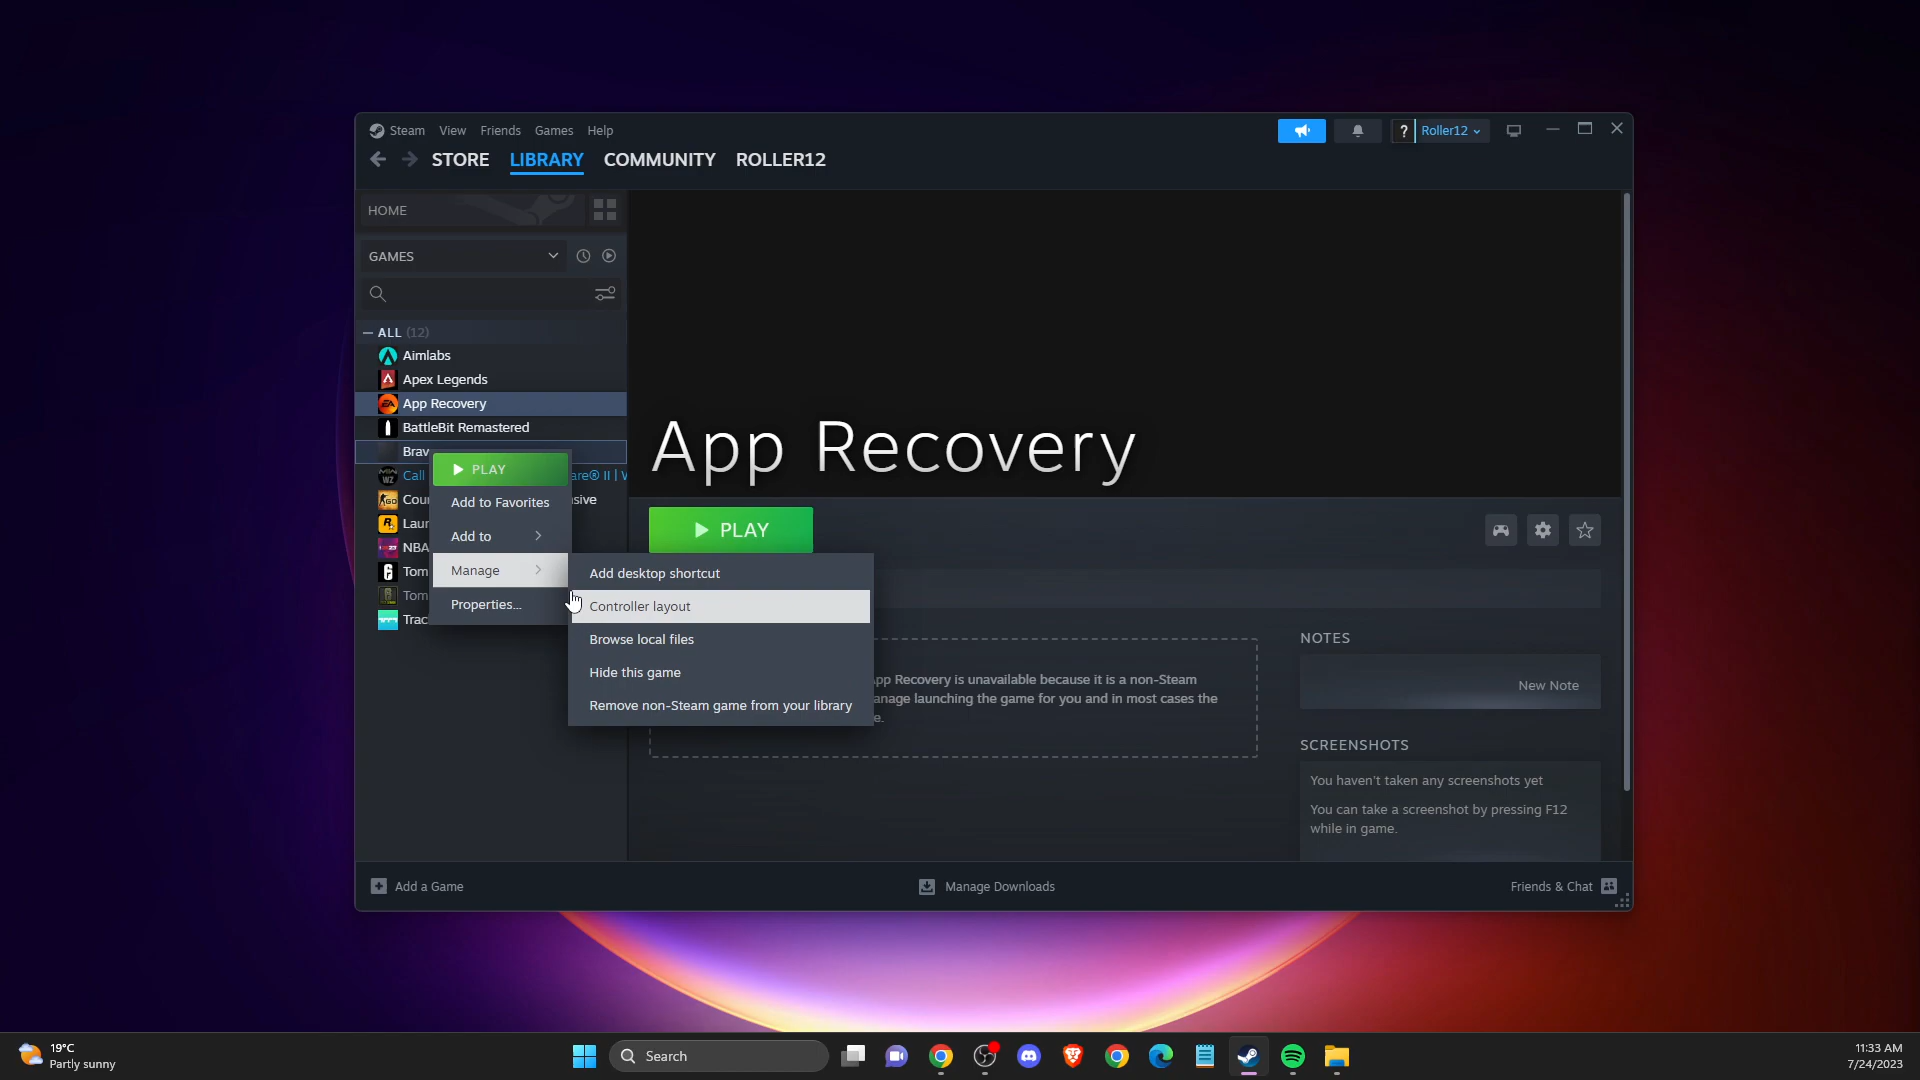 Steam View Friends Games Help
? Roller12
STORE LIBRARY COMMUNITY ROLLER12
HOME
GAMES
ALL (12)
Aimlabs
Apex Legends
App Recovery
BattleBit Remastered
Brav
Call are® II | W
Cou sive
Laun
NBA
Tom
Tom
Trac
PLAY
Add to Favorites
Add to
Manage
Properties...
Add desktop shortcut
Controller layout
Browse local files
Hide this game
Remove non-Steam game from your library
App Recovery
PLAY
App Recovery is unavailable because it is a non-Steam
anage launching the game for you and in most cases the
e.
NOTES
New Note
SCREENSHOTS
You haven't taken any screenshots yet
You can take a screenshot by pressing F12
while in game.
Add a Game
Manage Downloads
Friends & Chat
19°C
Partly sunny
Search
11:33 AM
7/24/2023